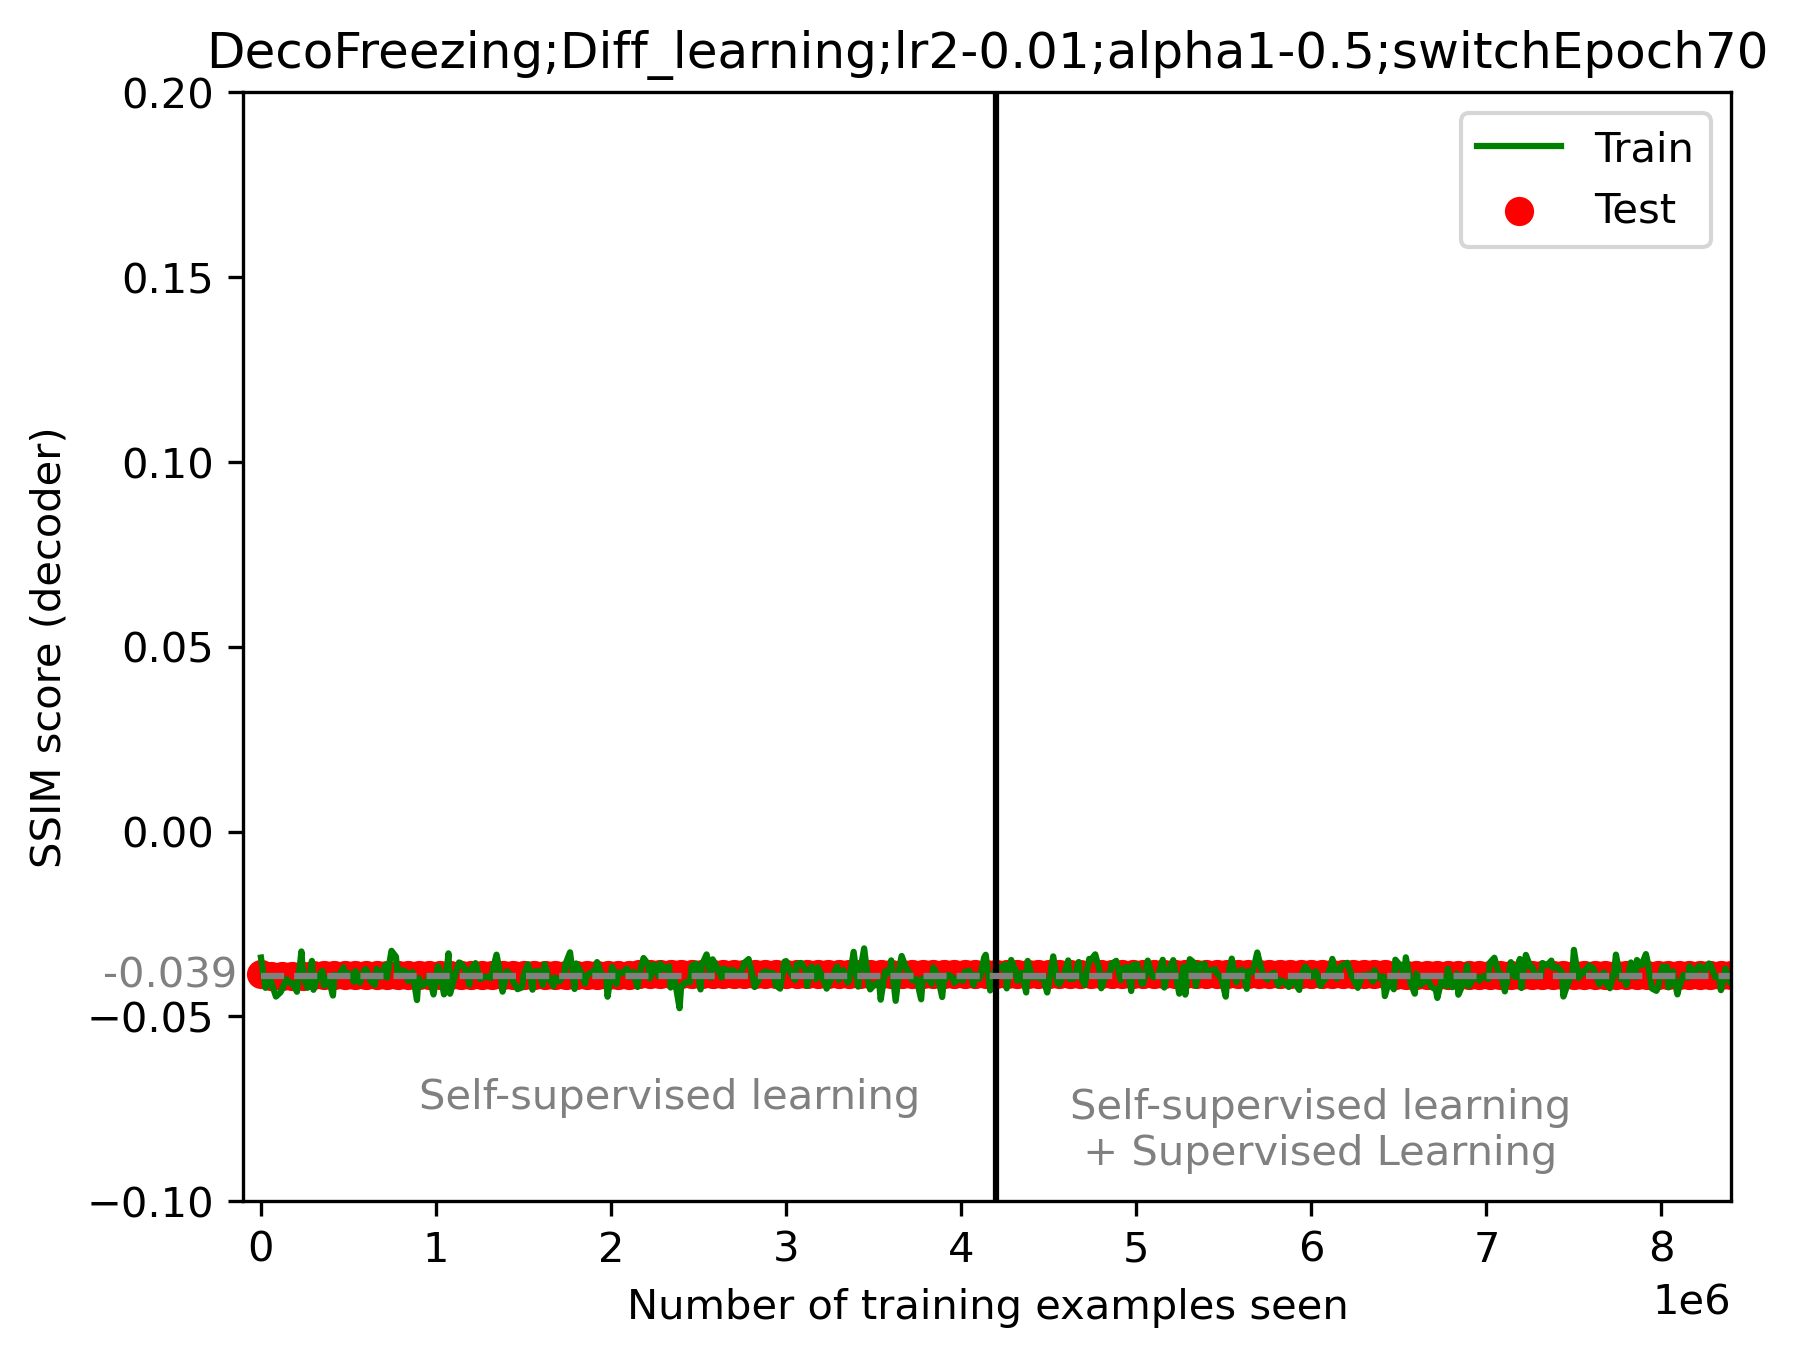 DecoFreezing;Diff_learning;lr2-0.01;alpha1-0.5;switchEpoch70
0.20
0.15
0.10
0.05
0.00
-0.039
−0.05
−0.10
SSIM score (decoder)
Train
Test
Self-supervised learning
Self-supervised learning
+ Supervised Learning
0 1 2 3 4 5 6 7 8
1e6
Number of training examples seen